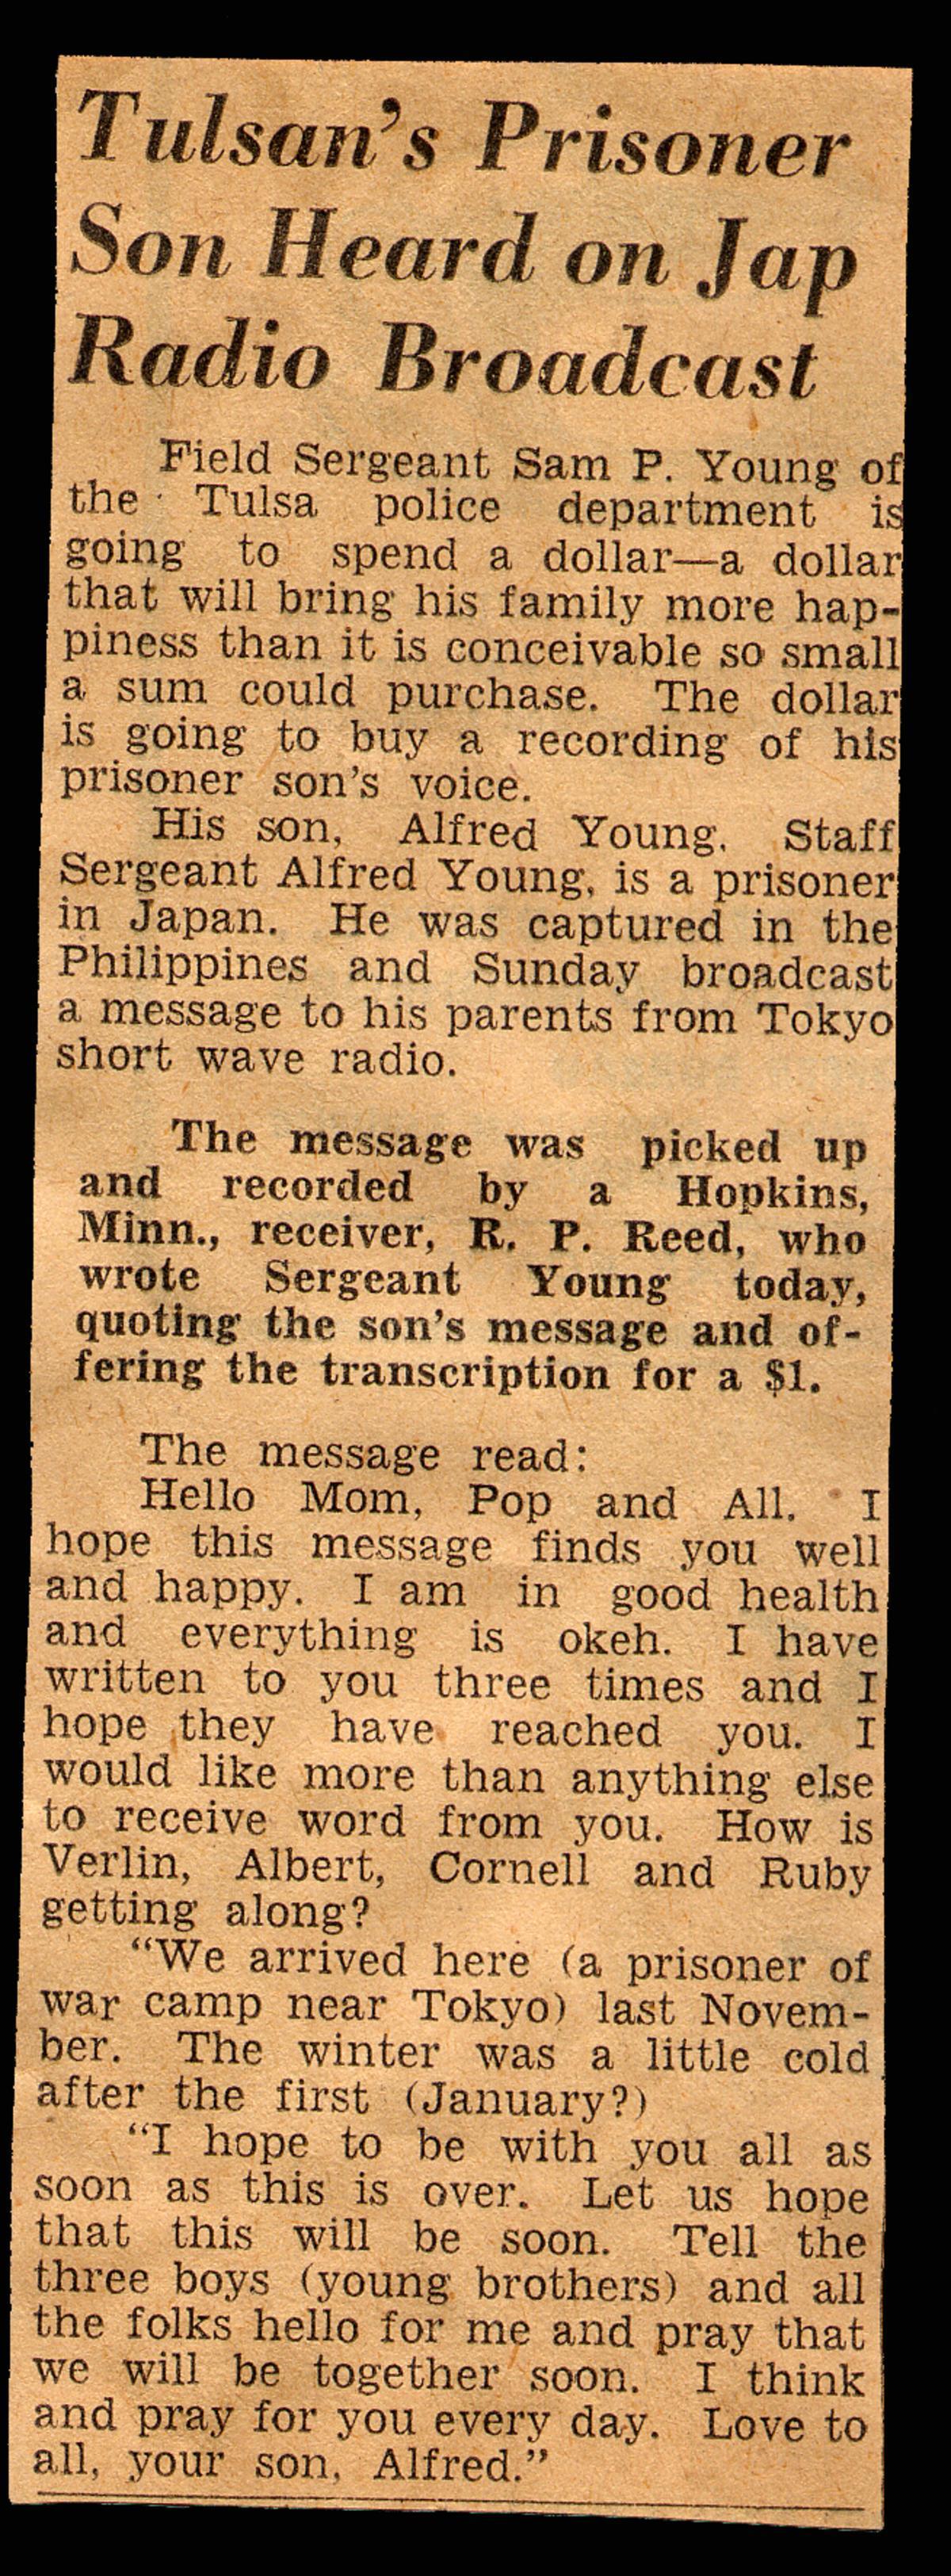 Tulsan's Prisoner
Son Heard on Jap
Radio Broadcast
Field Sergeant Sam P. Young of
the Tulsa police department is
going to spend a dollar—a dollar
that will bring his family more hap-
piness than it is conceivable so small
a sum could purchase. The dollar
is going to buy a recording of his
prisoner son's voice.
His son, Alfred Young, Staff
Sergeant Alfred Young, is a prisoner
in Japan. He was captured in the
Philippines and Sunday broadcast
a message to his parents from Tokyo
short wave radio.
The message was picked up
and recorded by a Hopkins,
Minn., receiver, R. P. Reed, who
wrote Sergeant Young today,
quoting the son's message and of-
fering the transcription for a $1.
The message read:
Hello Mom, Pop and All. I
hope this message finds you well
and happy. I am in good health
and everything is okeh. I have
written to you three times and I
hope they have reached you. I
would like more than anything else
to receive word from you. How is
Verlin, Albert, Cornell and Ruby
getting along?
"We arrived here (a prisoner of
war camp near Tokyo) last Novem-
ber. The winter was a little cold
after the first (January?)
"I hope to be with you all as
soon as this is over. Let us hope
that this will be soon. Tell the
three boys (young brothers) and all
the folks hello for me and pray that
we will be together soon. I think
and pray for you every day. Love to
all, your son, Alfred."